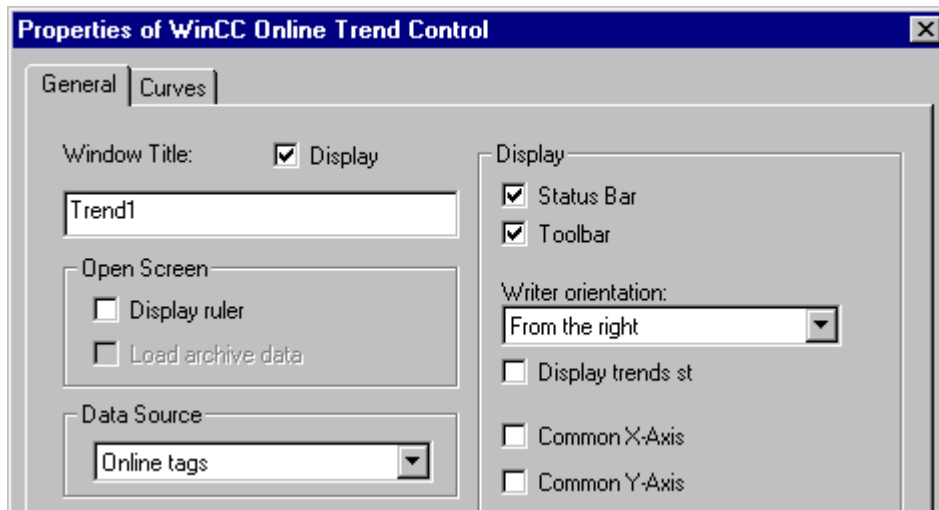 Properties of WinCC Online Trend Control
General
Curves
Window Title:
Display
Trend1
Open Screen
Display ruler
Load archive data
Data Source
Online tags
Display
Status Bar
Toolbar
Writer orientation:
From the right
Display trends st
Common X-Axis
Common Y-Axis